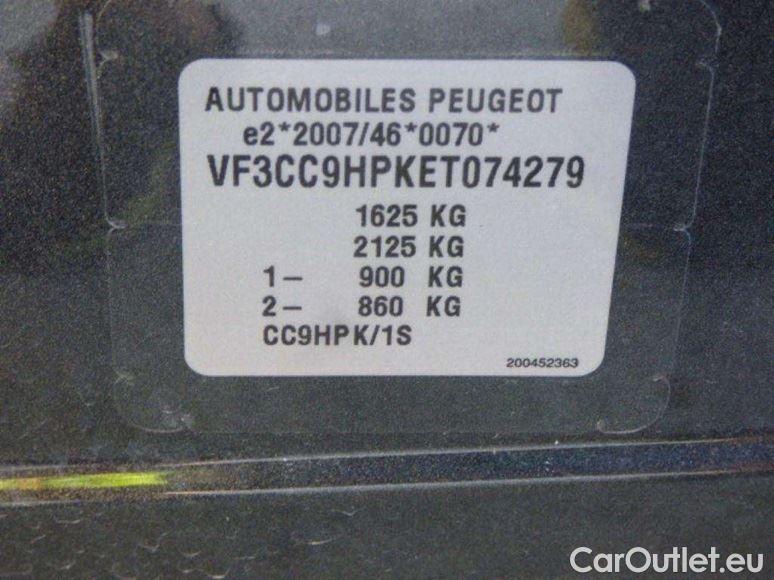 AUTOMOBILES PEUGEOT
e2*2007/46*0070*
VF3CC9HPKET074279
1625 KG
2125 KG
1– 900 KG
2– 860 KG
CC9HPK/1S
200452363
CarOutlet.eu